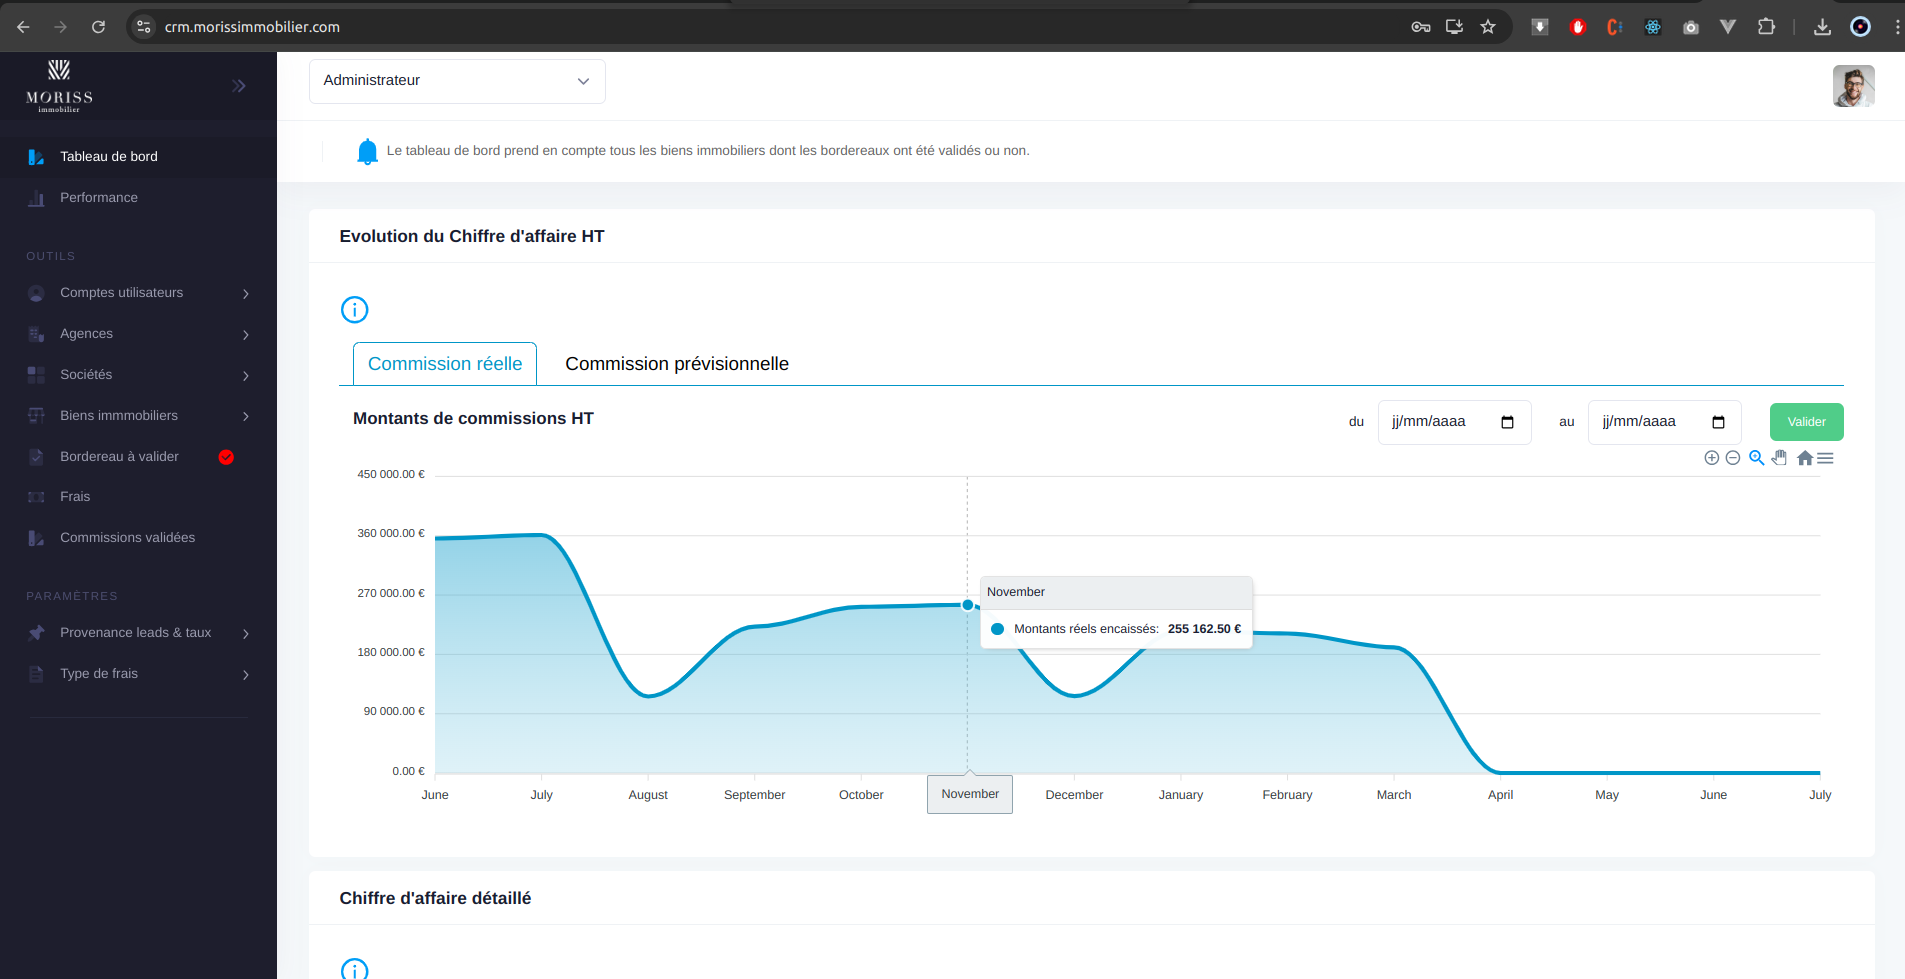 crm.morissimmobilier.com
MORISS
immobilier
Administrateur
Le tableau de bord prend en compte tous les biens immobiliers dont les bordereaux ont été validés ou non.
Tableau de bord
Performance
OUTILS
Comptes utilisateurs
Agences
Sociétés
Biens immmobiliers
Bordereau à valider
Frais
Commissions validées
PARAMÈTRES
Provenance leads & taux
Type de frais
Evolution du Chiffre d'affaire HT
Commission réelle
Commission prévisionnelle
Montants de commissions HT
du
jj/mm/aaaa
au
jj/mm/aaaa
Valider
450 000.00 €
360 000.00 €
270 000.00 €
180 000.00 €
90 000.00 €
0.00 €
November
Montants réels encaissés: 255 162.50 €
June
July
August
September
October
November
December
January
February
March
April
May
June
July
Chiffre d'affaire détaillé